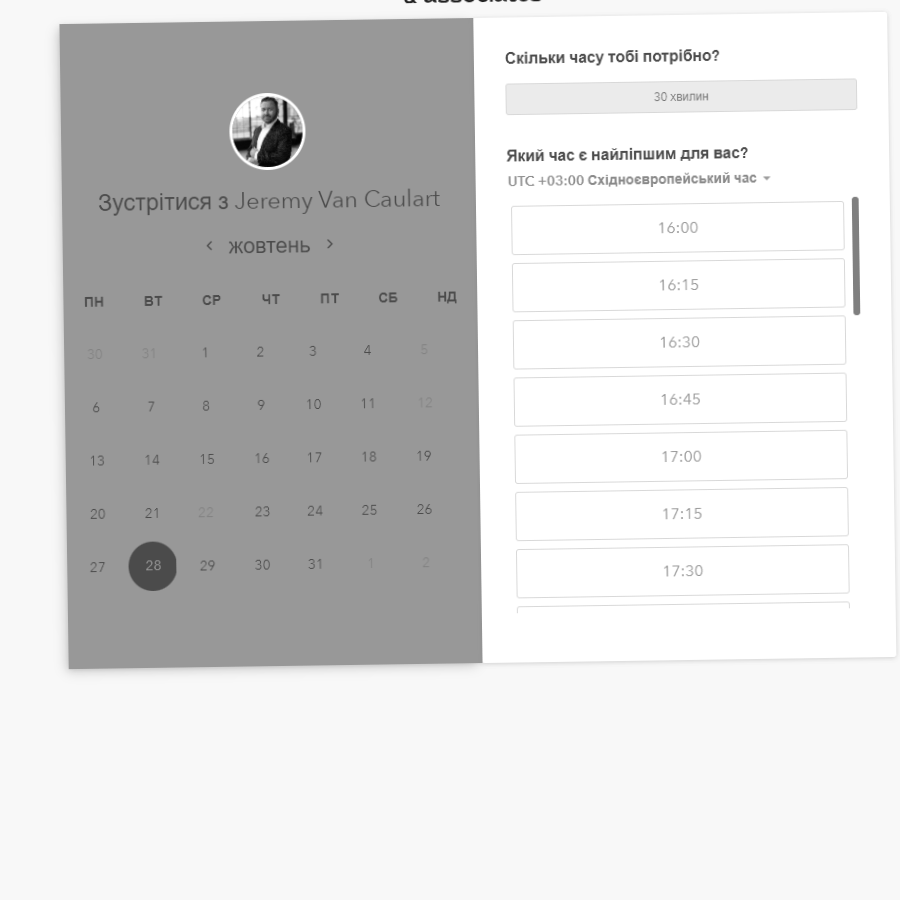 & associates
Зустрітися з Jeremy Van Caulart
жовтень
ПН ВТ СР ЧТ ПТ СБ НД
30 31 1 2 3 4 5
6 7 8 9 10 11 12
13 14 15 16 17 18 19
20 21 22 23 24 25 26
27 28 29 30 31 1 2
Скільки часу тобі потрібно?
30 хвилин
Який час є найліпшим для вас?
UTC +03:00 Східноєвропейський час
16:00
16:15
16:30
16:45
17:00
17:15
17:30